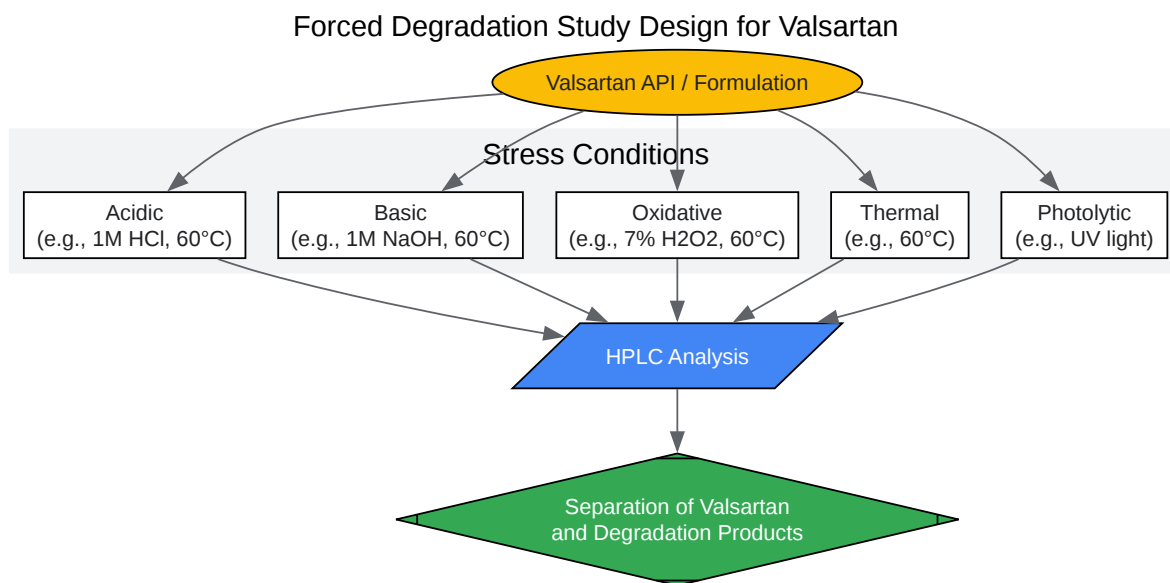 Forced Degradation Study Design for Valsartan
Valsartan API / Formulation
Stress Conditions
Acidic
(e.g., 1M HCl, 60°C)
Basic
(e.g., 1M NaOH, 60°C)
Oxidative
(e.g., 7% H2O2, 60°C)
Thermal
(e.g., 60°C)
Photolytic
(e.g., UV light)
HPLC Analysis
Separation of Valsartan
and Degradation Products